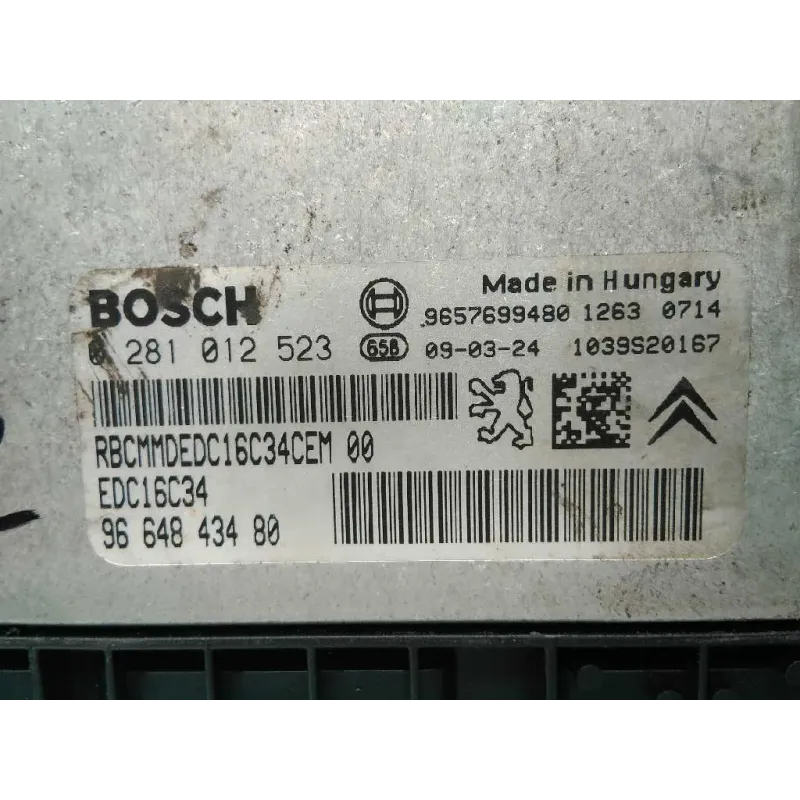 BOSCH
Made in Hungary
9657699480 1263 0714
0 281 012 523 658 09-03-24 1039S20167
RBCMMDEDC16C34CEM 00
EDC16C34
96 648 434 80